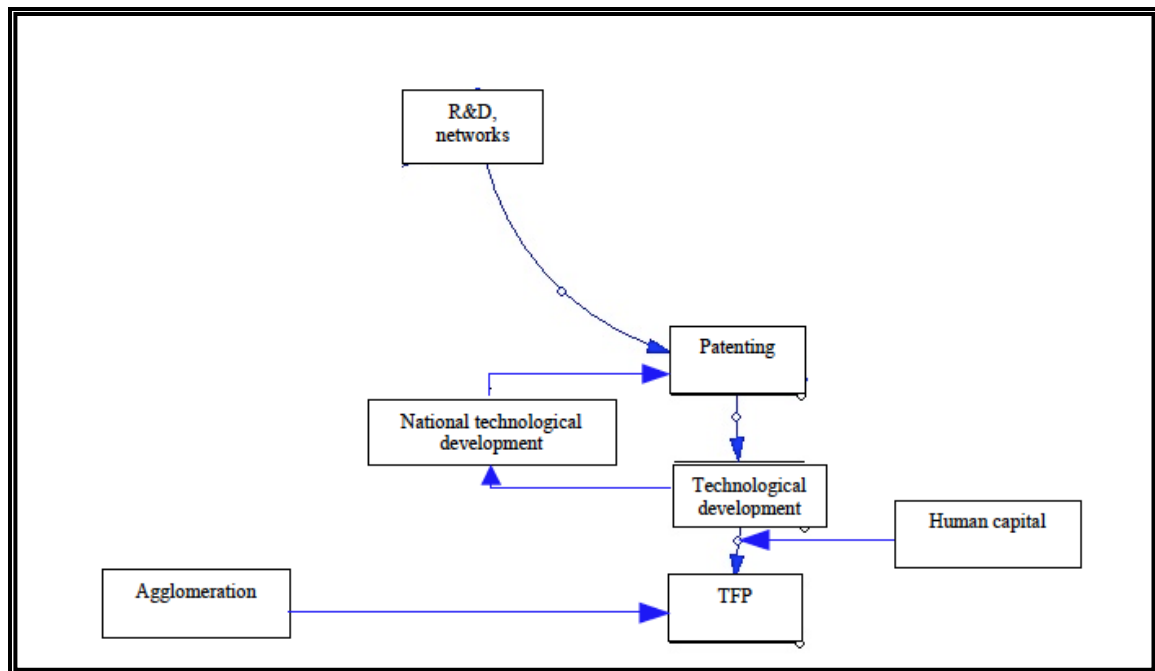 R&D,
networks
Patenting
National technological
development
Technological
development
Human capital
Agglomeration
TFP